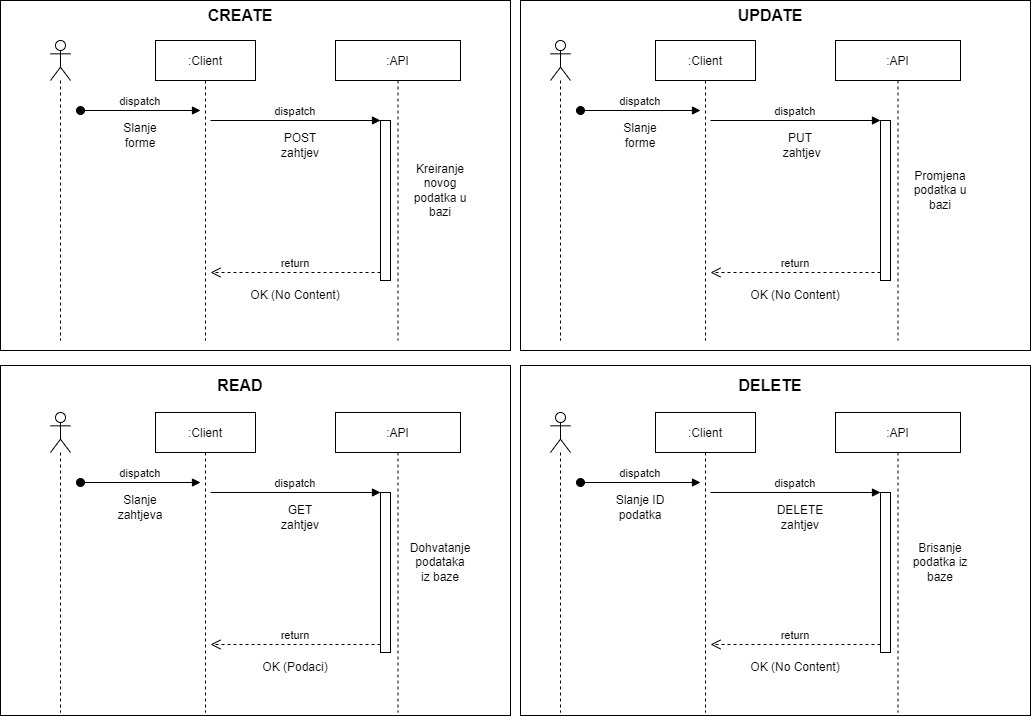 CREATE
:Client
:API
dispatch
Slanje
forme
dispatch
POST
zahtjev
Kreiranje
novog
podatka u
bazi
return
OK (No Content)
UPDATE
:Client
:API
dispatch
Slanje
forme
dispatch
PUT
zahtjev
Promjena
podatka u
bazi
return
OK (No Content)
READ
:Client
:API
dispatch
Slanje
zahtjeva
dispatch
GET
zahtjev
Dohvatanje
podataka
iz baze
return
OK (Podaci)
DELETE
:Client
:API
dispatch
Slanje ID
podatka
dispatch
DELETE
zahtjev
Brisanje
podatka iz
baze
return
OK (No Content)